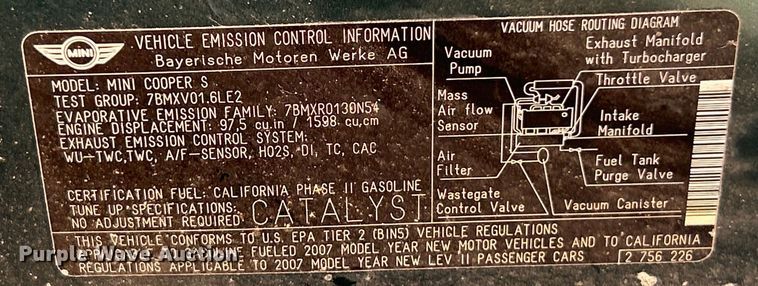 MINI
VEHICLE EMISSION CONTROL INFORMATION
Bayerische Motoren Werke AG
MODEL: MINI COOPER S
TEST GROUP: 7BMXV01.6LE2
EVAPORATIVE EMISSION FAMILY: 7BMXR0130N54
ENGINE DISPLACEMENT: 97,5 cu.in / 1598 cu.cm
EXHAUST EMISSION CONTROL SYSTEM:
WU-TWC,TWC, A/F-SENSOR, HO2S, DI, TC, CAC
CERTIFICATION FUEL: CALIFORNIA PHASE II GASOLINE
TUNE UP SPECIFICATIONS:
NO ADJUSTMENT REQUIRED
CATALYST
VACUUM HOSE ROUTING DIAGRAM
Vacuum
Pump
Exhaust Manifold
with Turbocharger
Throttle Valve
Mass
Air flow
Sensor
Intake
Manifold
Air
Filter
Fuel Tank
Purge Valve
Wastegate
Control Valve
Vacuum Canister
THIS VEHICLE CONFORMS TO U.S. EPA TIER 2 (BIN5) VEHICLE REGULATIONS
FUELED 2007 MODEL YEAR NEW MOTOR VEHICLES AND TO CALIFORNIA
REGULATIONS APPLICABLE TO 2007 MODEL YEAR NEW LEV II PASSENGER CARS
2 756 226
Purple Wave Auction